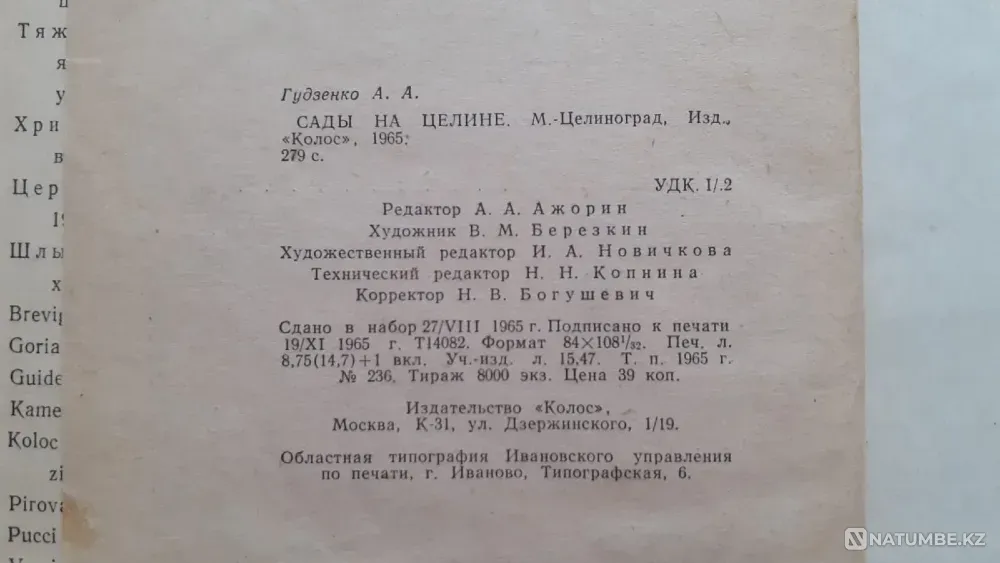 Тяж
я
у
Хри
в
Цер
19
Шлы
х
Brevig
Goria
Guide
Kame
Koloc
zi
Pirova
Pucci
Гудзенко А. А.
САДЫ НА ЦЕЛИНЕ. М.-Целиноград, Изд.,
«Колос», 1965:
279 с.
УДК. I/.2
Редактор А. А. Ажорин
Художник В. М. Березкин
Художественный редактор И. А. Новичкова
Технический редактор Н. Н. Копнина
Корректор Н. В. Богушевич
Сдано в набор 27/VIII 1965 г. Подписано к печати
19/XI 1965 г. Т14082. Формат 84×108¹/₃₂. Печ. л.
8,75(14,7)+1 вкл. Уч.-изд. л. 15,47. Т. п. 1965 г.
№ 236. Тираж 8000 экз. Цена 39 коп.
Издательство «Колос»,
Москва, К-31, ул. Дзержинского, 1/19.
Областная типография Ивановского управления
по печати, г. Иваново, Типографская, 6.
NATUMBE.KZ